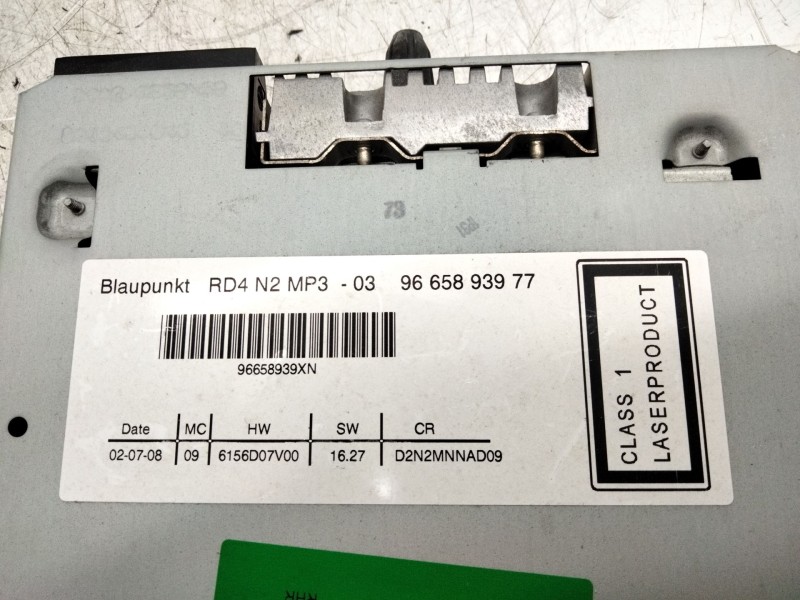 73
Blaupunkt RD4 N2 MP3 - 03 96 658 939 77
96658939XN
Date MC HW SW CR
02-07-08 09 6156D07V00 16.27 D2N2MNNAD09
CLASS 1
LASERPRODUCT